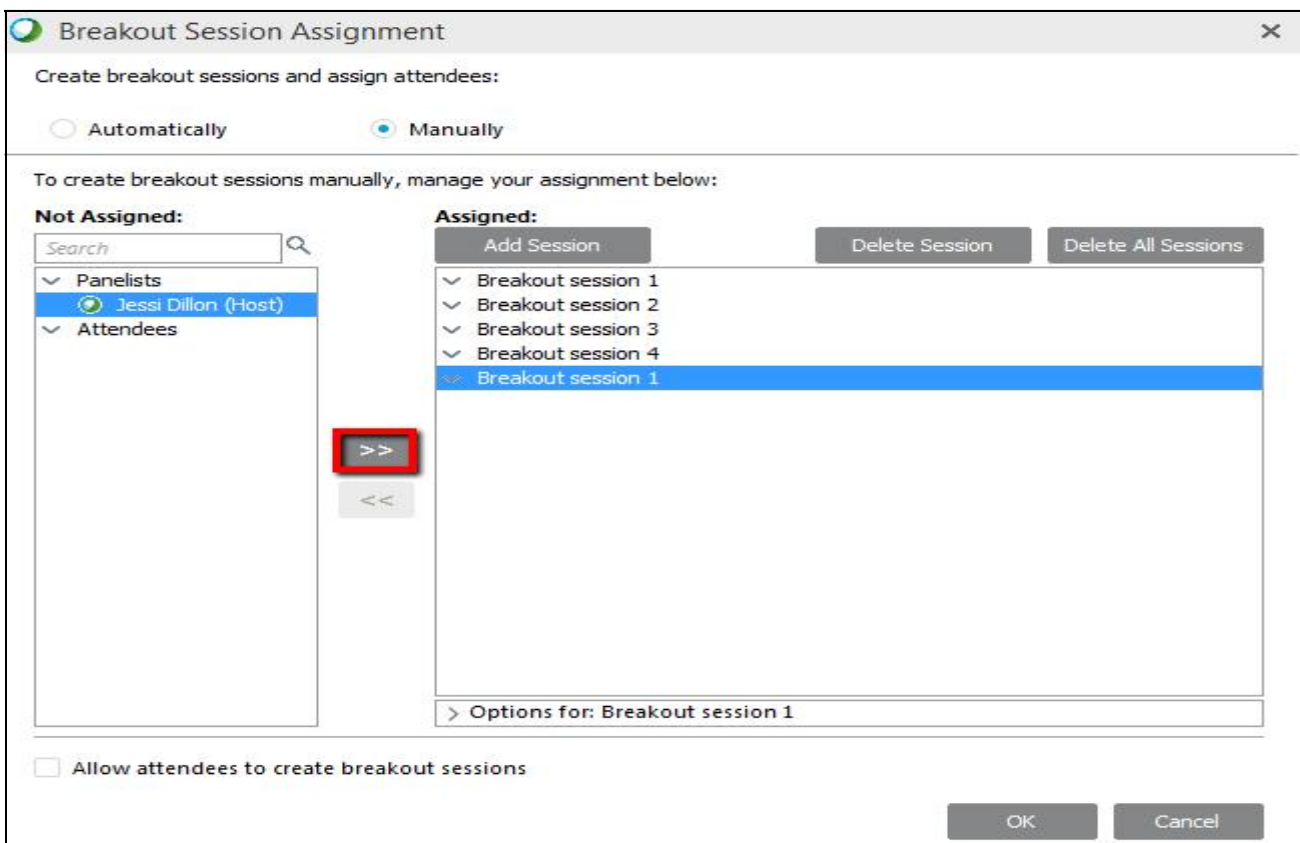 Breakout Session Assignment
Create breakout sessions and assign attendees:
Automatically Manually
To create breakout sessions manually, manage your assignment below:
Not Assigned:
Search
Panelists
Jessi Dillon (Host)
Attendees
>>
<<
Assigned:
Add Session Delete Session Delete All Sessions
Breakout session 1
Breakout session 2
Breakout session 3
Breakout session 4
Breakout session 1
> Options for: Breakout session 1
Allow attendees to create breakout sessions
OK Cancel